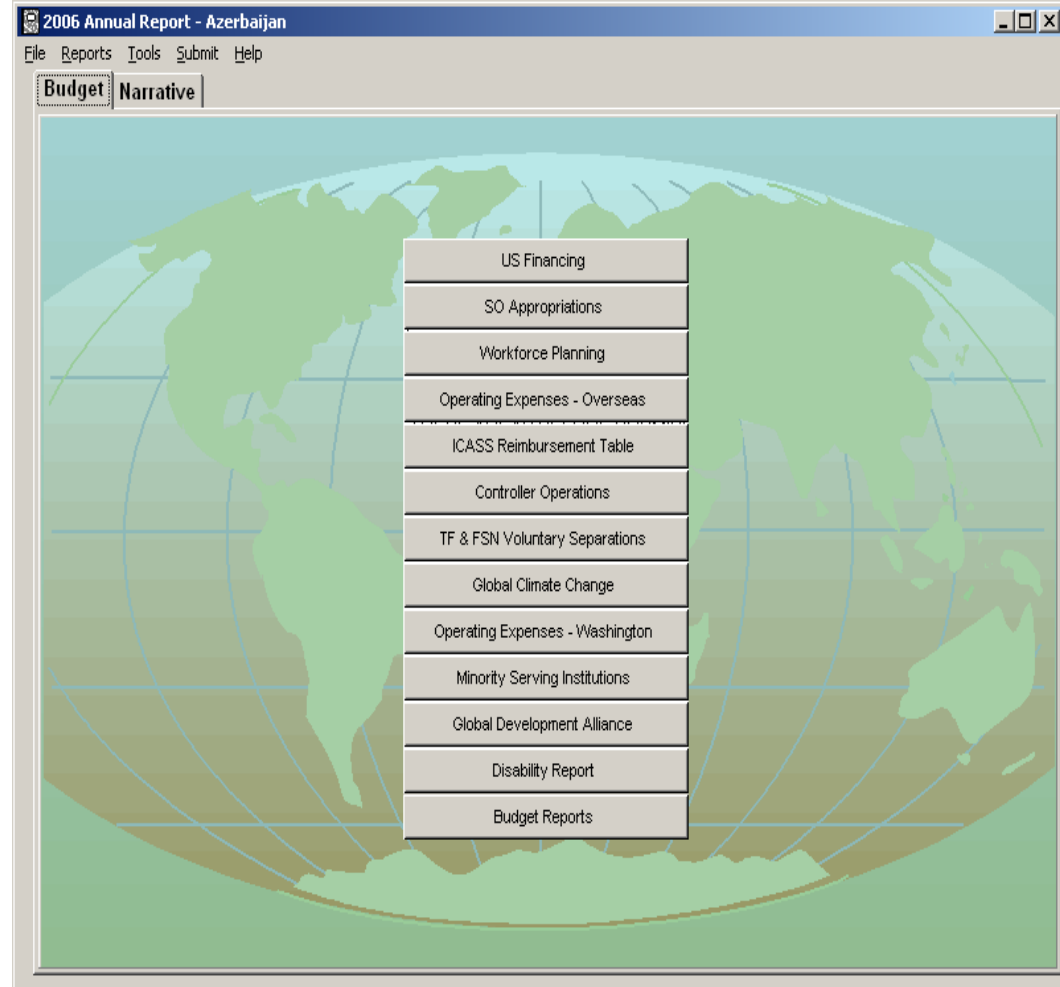 2006 Annual Report - Azerbaijan
File Reports Tools Submit Help
Budget Narrative
US Financing
SO Appropriations
Workforce Planning
Operating Expenses - Overseas
ICASS Reimbursement Table
Controller Operations
TF & FSN Voluntary Separations
Global Climate Change
Operating Expenses - Washington
Minority Serving Institutions
Global Development Alliance
Disability Report
Budget Reports